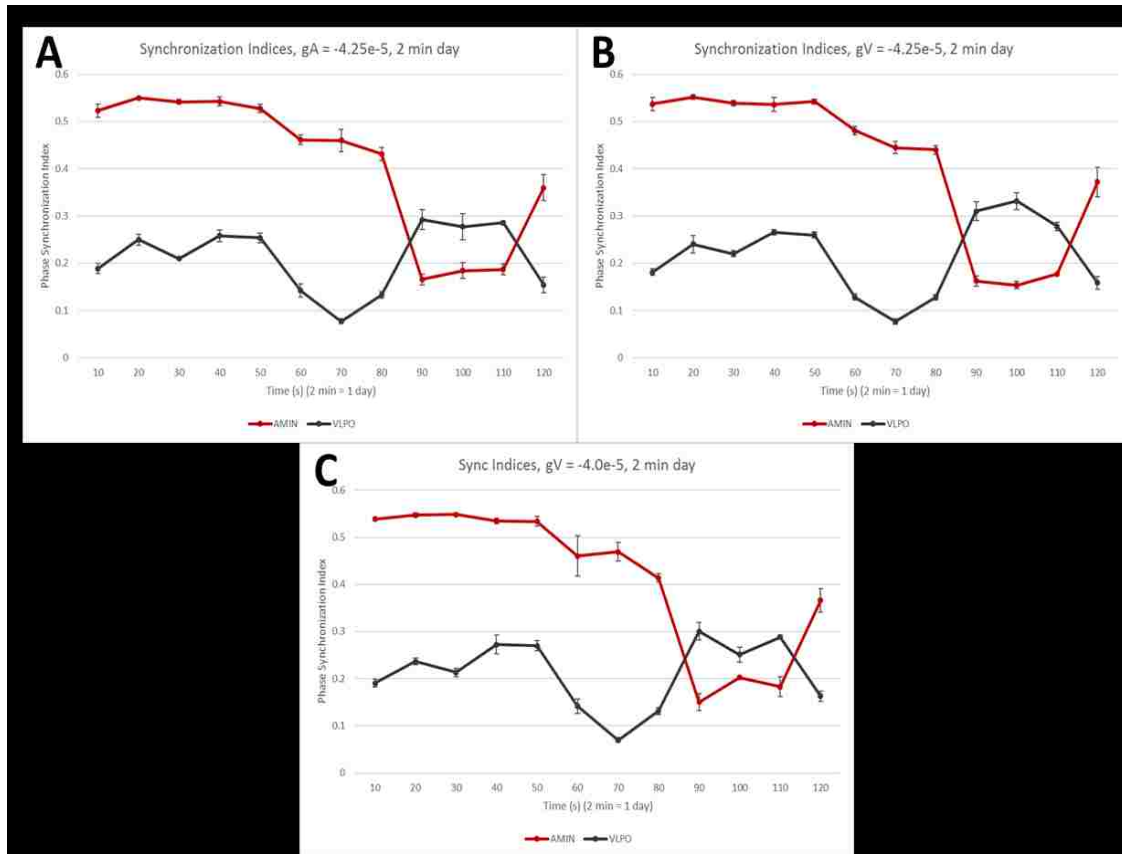 A
Synchronization Indices, gA = -4.25e-5, 2 min day
Phase Synchronization Index
0.6
0.5
0.4
0.3
0.2
0.1
0
10 20 30 40 50 60 70 80 90 100 110 120
Time (s) (2 min = 1 day)
AMIN VLPO
B
Synchronization Indices, gV = -4.25e-5, 2 min day
Phase Synchronization Index
0.6
0.5
0.4
0.3
0.2
0.1
0
10 20 30 40 50 60 70 80 90 100 110 120
Time (s) (2 min = 1 day)
AMIN VLPO
C
Sync Indices, gV = -4.0e-5, 2 min day
Phase Synchronization Index
0.6
0.5
0.4
0.3
0.2
0.1
0
10 20 30 40 50 60 70 80 90 100 110 120
Time (s) (2 min = 1 day)
AMIN VLPO